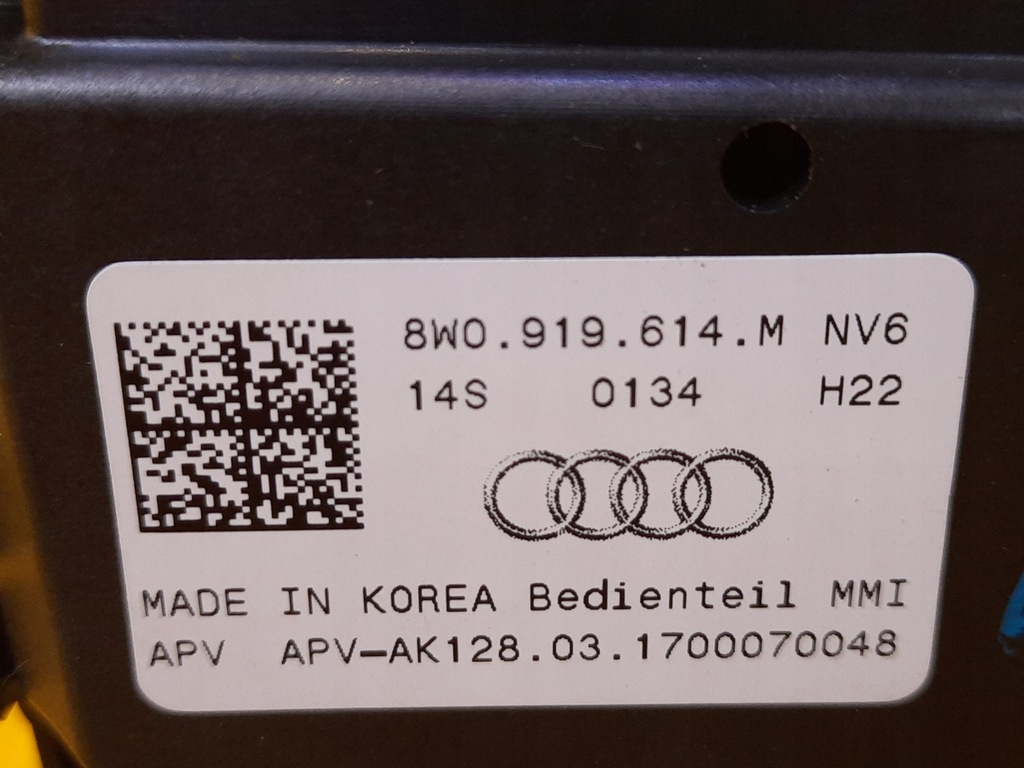 8W0.919.614.M NV6
14S 0134 H22
MADE IN KOREA Bedienteil MMI
APV APV-AK128.03.1700070048